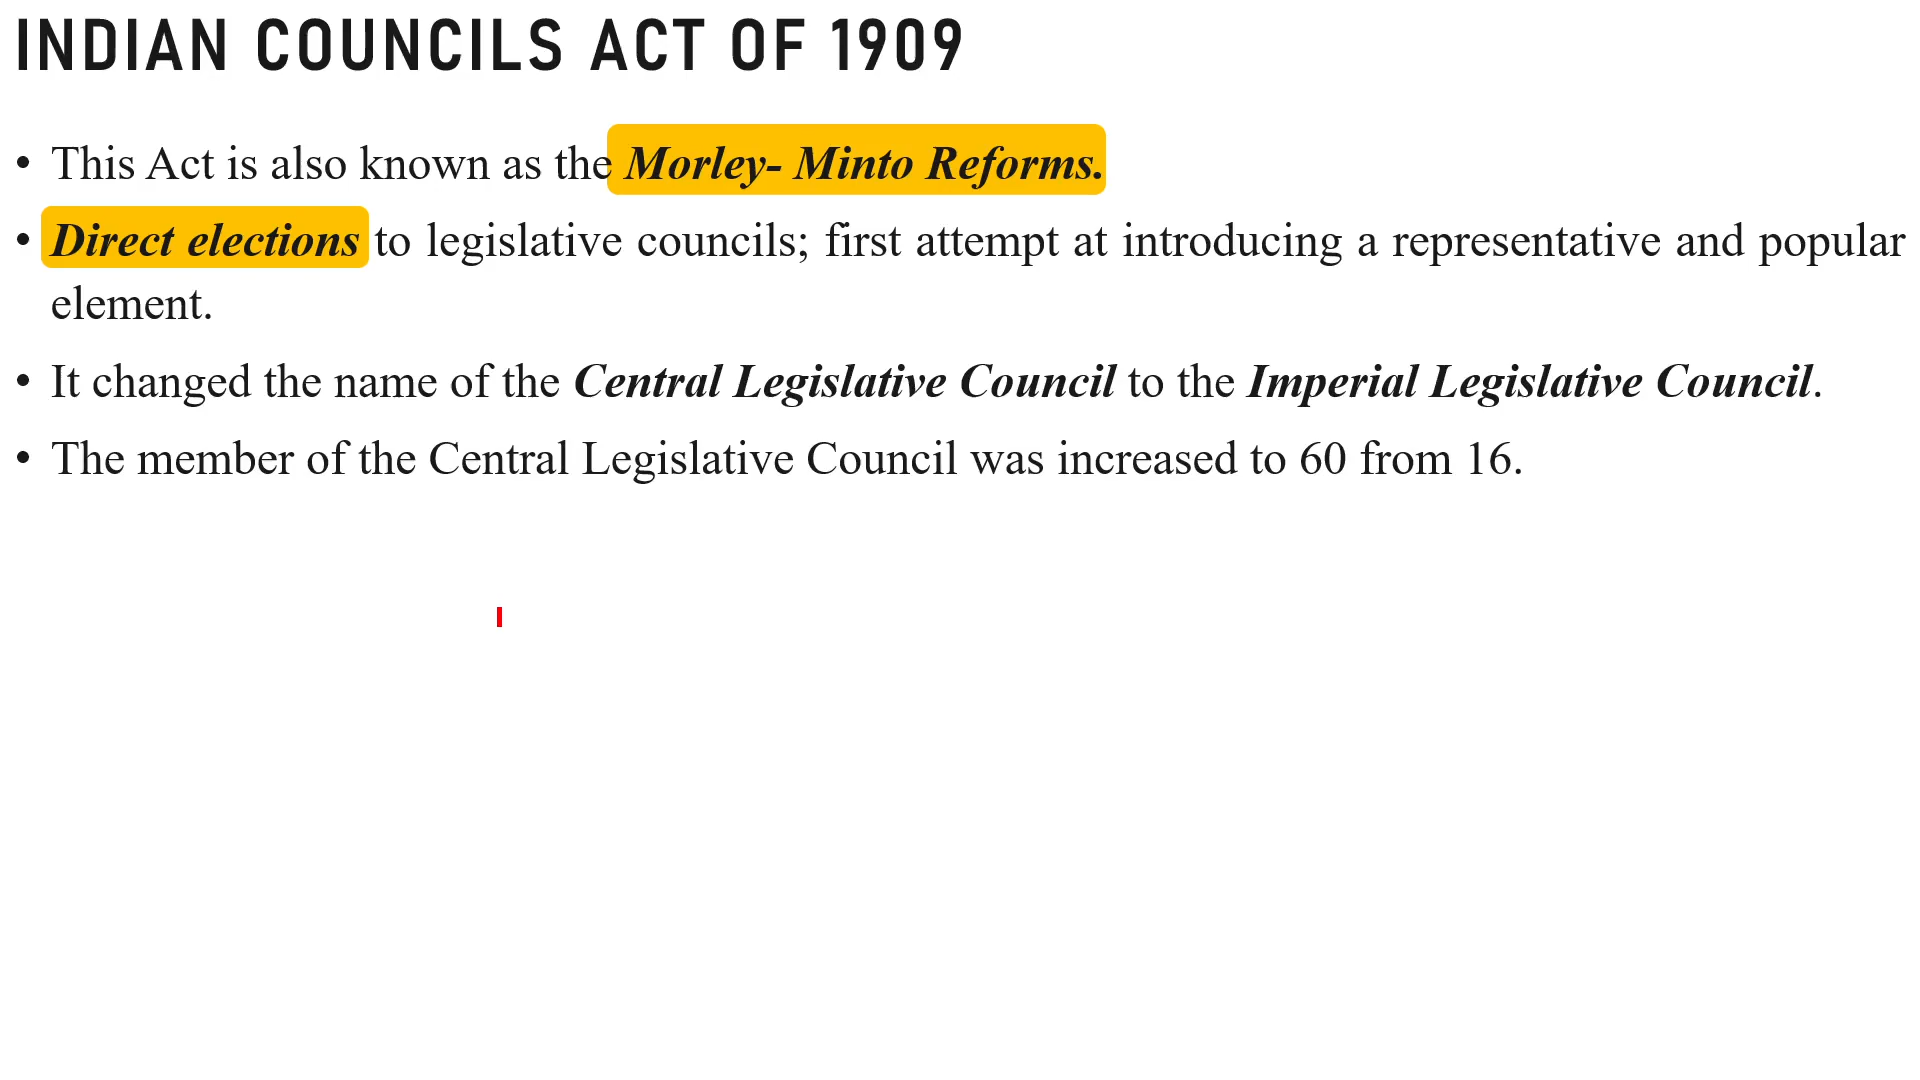 INDIAN COUNCILS ACT OF 1909
• This Act is also known as the Morley- Minto Reforms.
• Direct elections to legislative councils; first attempt at introducing a representative and popular
element.
• It changed the name of the Central Legislative Council to the Imperial Legislative Council.
• The member of the Central Legislative Council was increased to 60 from 16.